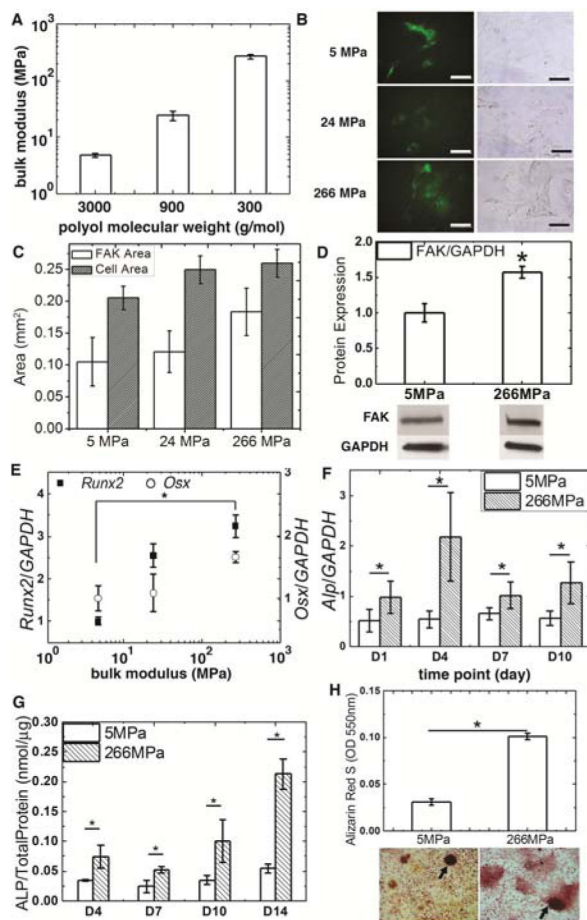 A
bulk modulus (MPa)
10³
10²
10¹
10⁰
3000 900 300
polyol molecular weight (g/mol)
B
5 MPa
24 MPa
266 MPa
C
FAK Area
Cell Area
Area (mm²)
0.25
0.20
0.15
0.10
0.05
0.00
5 MPa 24 MPa 266 MPa
D
FAK/GAPDH
*
Protein Expression
2.0
1.5
1.0
0.5
0.0
5MPa 266MPa
FAK
GAPDH
E
Runx2 Osx
*
Runx2/GAPDH
4
3
2
1
3
2
1
0
Osx/GAPDH
10⁰ 10¹ 10² 10³
bulk modulus (MPa)
F
5MPa
266MPa
* * * *
Alp/GAPDH
3
2
1
0
D1 D4 D7 D10
time point (day)
G
5MPa
266MPa
* * * *
ALP/TotalProtein (nmol/µg)
0.30
0.25
0.20
0.15
0.10
0.05
0.00
D4 D7 D10 D14
H
*
Alizarin Red S (OD 550nm)
0.15
0.10
0.05
0.00
5MPa 266MPa